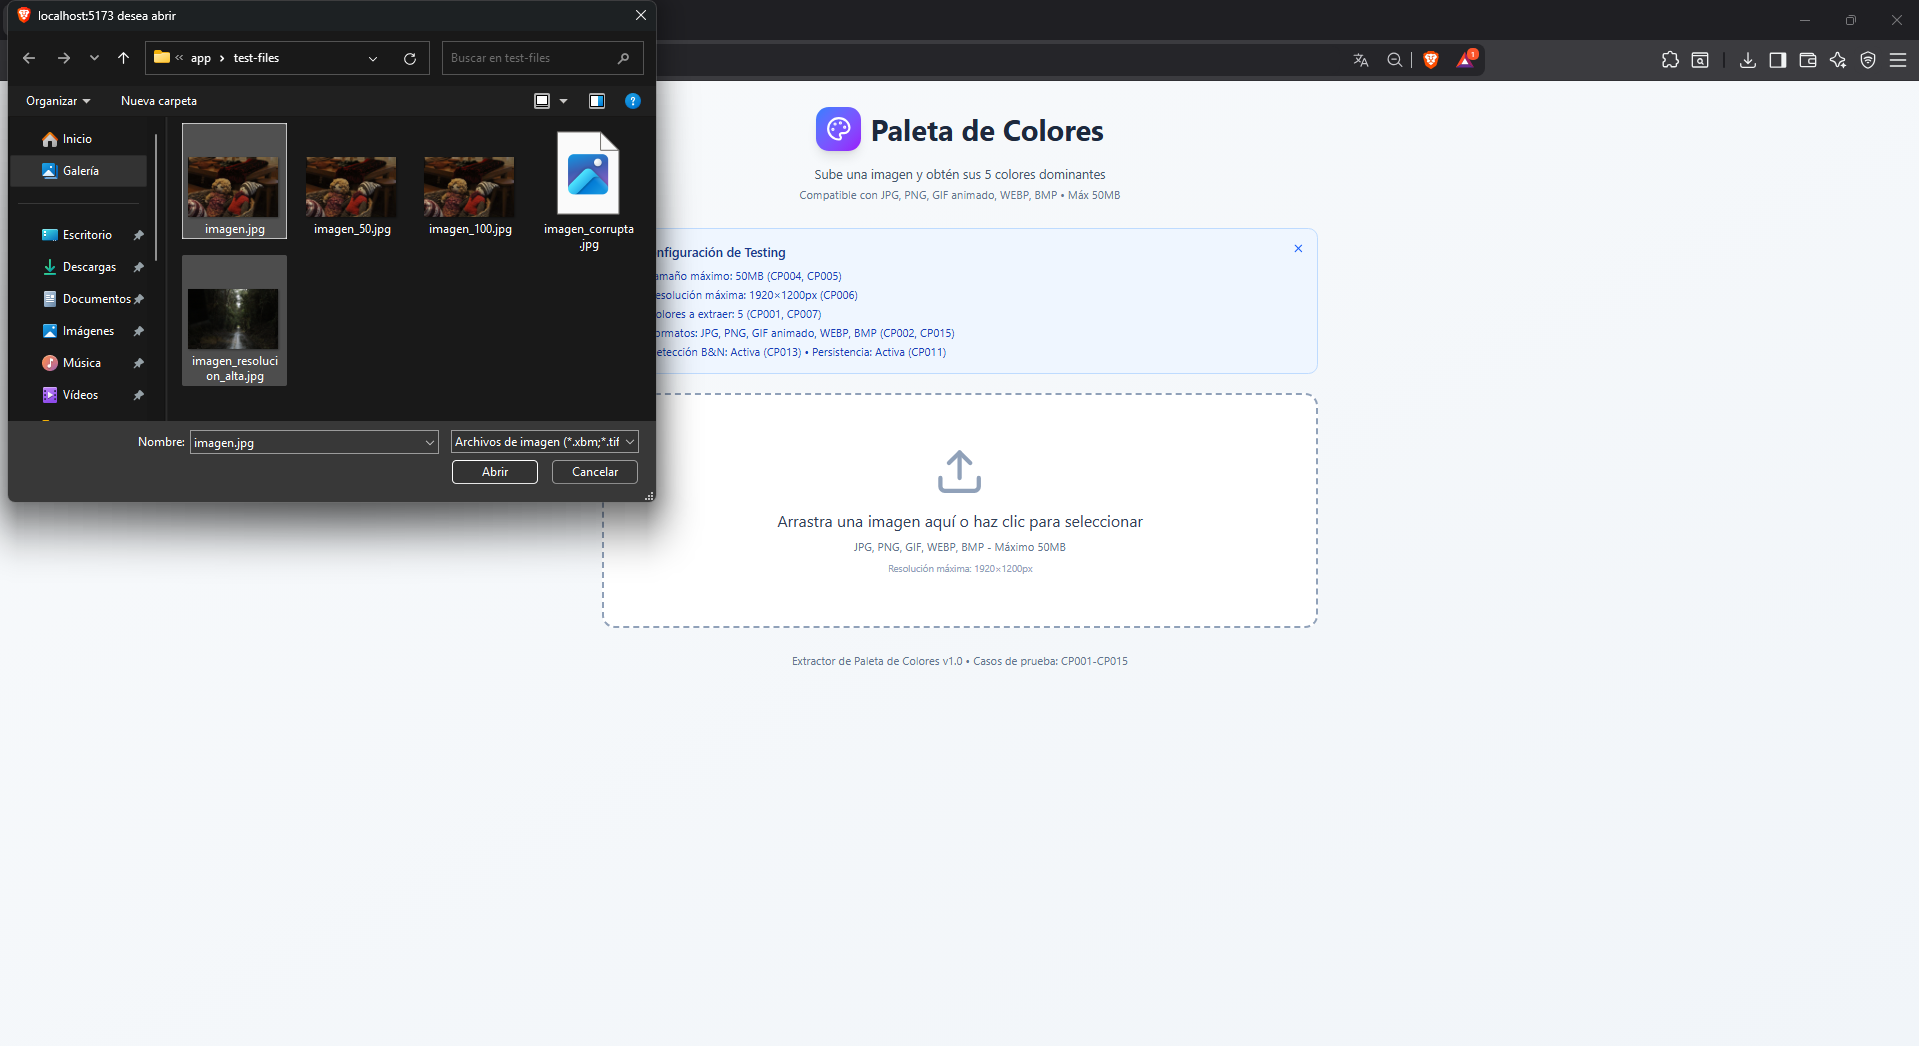 localhost:5173 desea abrir
« app › test-files
Buscar en test-files
Organizar
Nueva carpeta
Inicio
Galería
Escritorio
Descargas
Documentos
Imágenes
Música
Vídeos
imagen.jpg
imagen_50.jpg
imagen_100.jpg
imagen_corrupta
.jpg
imagen_resoluci
on_alta.jpg
Nombre:
imagen.jpg
Archivos de imagen (*.xbm;*.tif
Abrir
Cancelar
1
Paleta de Colores
Sube una imagen y obtén sus 5 colores dominantes
Compatible con JPG, PNG, GIF animado, WEBP, BMP • Máx 50MB
nfiguración de Testing
amaño máximo: 50MB (CP004, CP005)
esolución máxima: 1920×1200px (CP006)
olores a extraer: 5 (CP001, CP007)
ormatos: JPG, PNG, GIF animado, WEBP, BMP (CP002, CP015)
etección B&N: Activa (CP013) • Persistencia: Activa (CP011)
Arrastra una imagen aquí o haz clic para seleccionar
JPG, PNG, GIF, WEBP, BMP - Máximo 50MB
Resolución máxima: 1920×1200px
Extractor de Paleta de Colores v1.0 • Casos de prueba: CP001-CP015